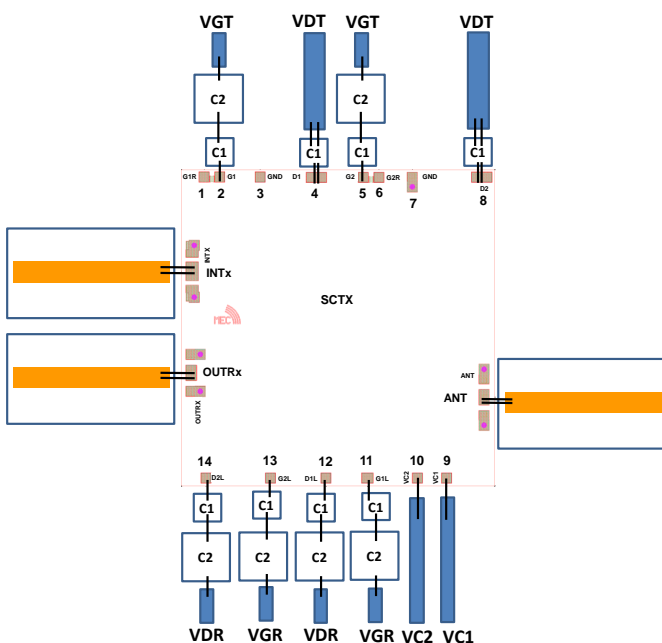 VGT VDT VGT VDT
C2 C2
C1 C1 C1 C1
G1R G1 GND D1 G2 G2R GND D2
1 2 3 4 5 6 7 8
INTX
INTx
SCTX
MEC
OUTRx
OUTRX
ANT
ANT
14 13 12 11 10 9
D2L G2L D1L G1L VC2 VC1
C1 C1 C1 C1
C2 C2 C2 C2
VDR VGR VDR VGR VC2 VC1